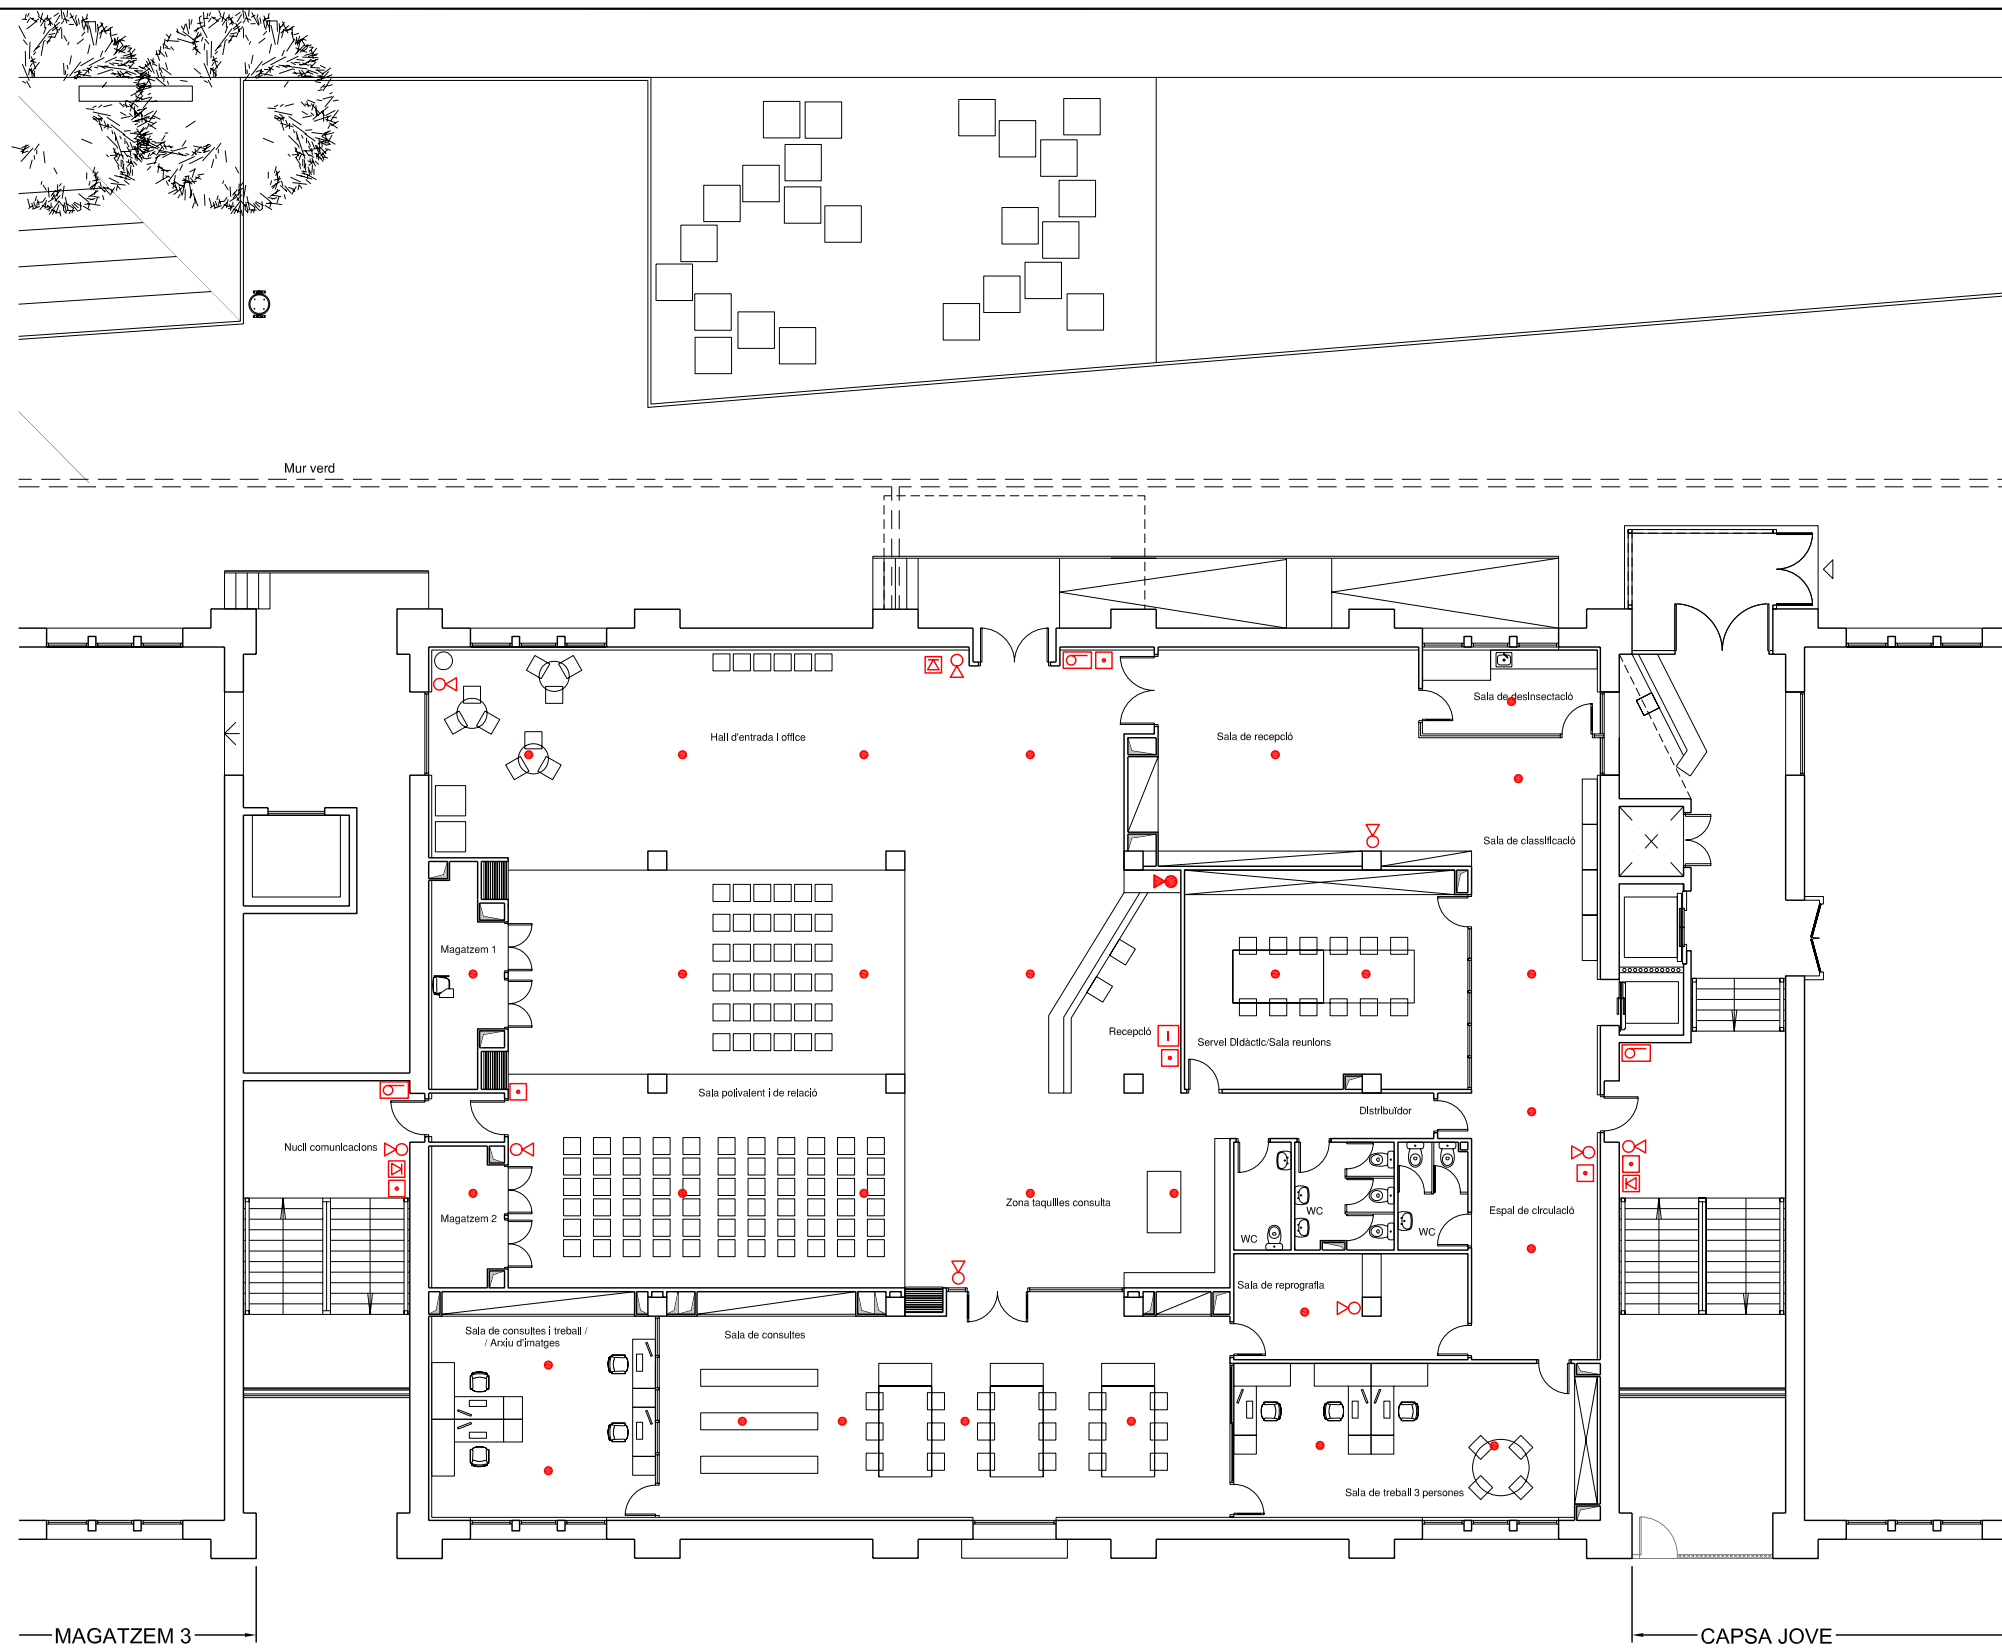 Mur verd
Sala de desinsectació
Hall d'entrada i office
Sala de recepció
Sala de classificació
Magatzem 1
Recepció
Servei Didàctic/Sala reunions
Sala polivalent i de relació
Distribuïdor
Nucli comunicacions
Zona taquilles consulta
Espai de circulació
Magatzem 2
WC
WC
WC
Sala de reprografia
Sala de consultes i treball /
/ Arxiu d'imatges
Sala de consultes
Sala de treball 3 persones
MAGATZEM 3
CAPSA JOVE